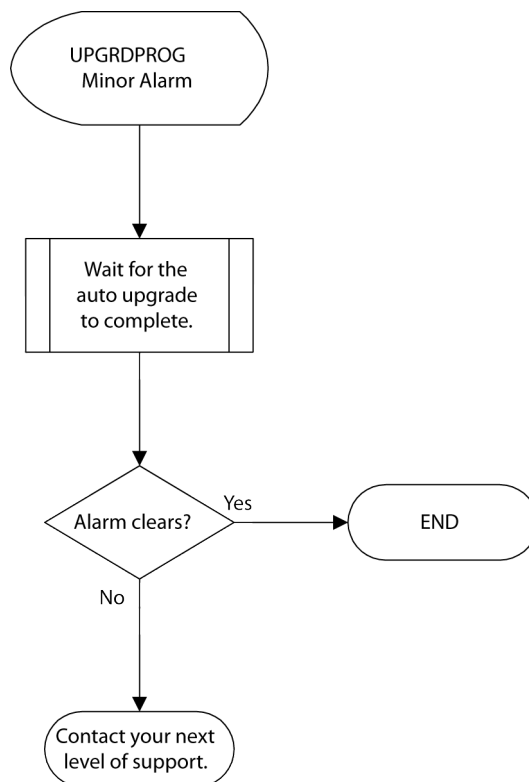 UPGRDPROG
Minor Alarm
Wait for the
auto upgrade
to complete.
Alarm clears?
Yes
END
No
Contact your next
level of support.